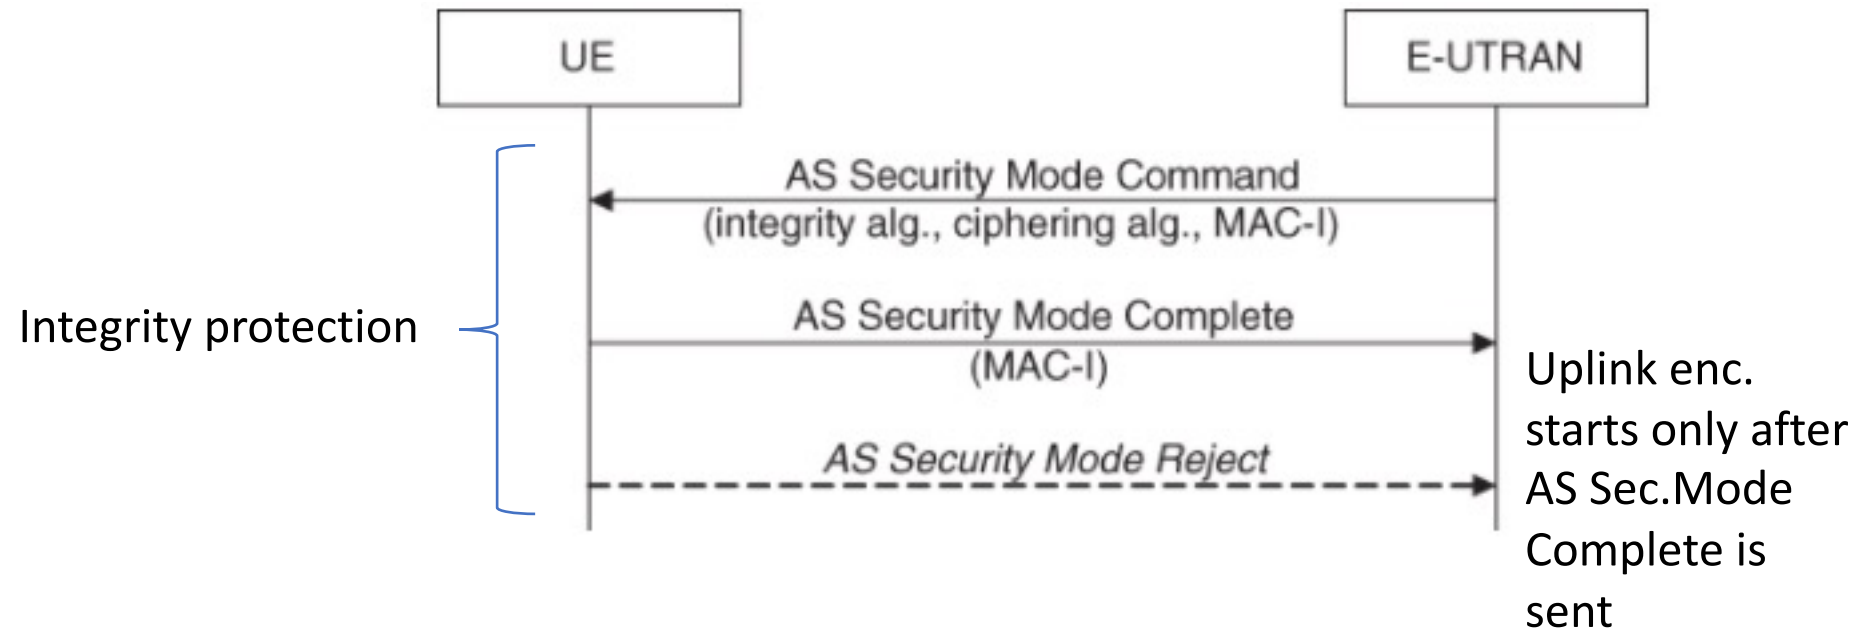 UE
E-UTRAN
AS Security Mode Command
(integrity alg., ciphering alg., MAC-I)
Integrity protection
AS Security Mode Complete
(MAC-I)
AS Security Mode Reject
Uplink enc.
starts only after
AS Sec.Mode
Complete is
sent